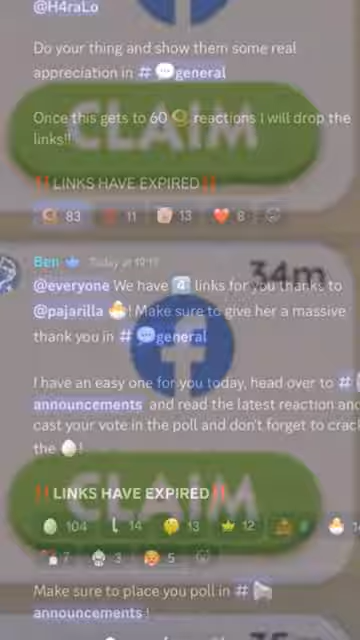 @H4raLo
Do your thing and show them some real
appreciation in # 💬general
Once this gets to 60 reactions I will drop the
links!!
CLAIM
‼️LINKS HAVE EXPIRED‼️
83 11 13 ❤️ 8
Ben Today at
34m
@everyone We have 4️⃣ links for you thanks to
@pajarilla 🐣! Make sure to give her a massive
thank you in # 💬general
I have an easy one for you today, head over to #
announcements and read the latest reaction and
cast your vote in the poll and don't forget to crack
the 🥚!
CLAIM
‼️LINKS HAVE EXPIRED‼️
104 14 13 12
7 3 5
Make sure to place you poll in #
announcements !